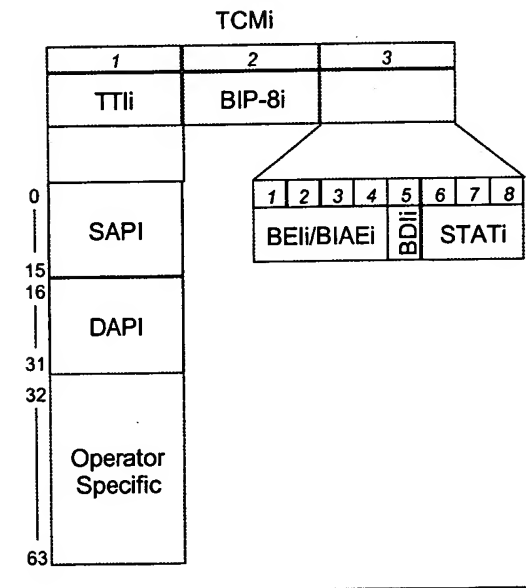 TCMi
1 2 3
TTIi BIP-8i
1 2 3 4 5 6 7 8
BEIi/BIAEi BDIi STATi
0
SAPI
15
16
DAPI
31
32
Operator
Specific
63